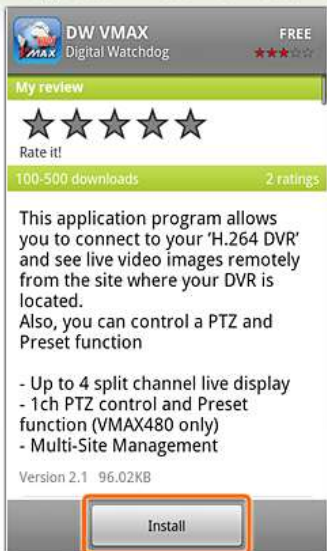 DW VMAX
FREE
Digital Watchdog
VMAX
My review
Rate it!
100-500 downloads
2 ratings
This application program allows
you to connect to your 'H.264 DVR'
and see live video images remotely
from the site where your DVR is
located.
Also, you can control a PTZ and
Preset function
- Up to 4 split channel live display
- 1ch PTZ control and Preset
function (VMAX480 only)
- Multi-Site Management
Version 2.1 96.02KB
Install